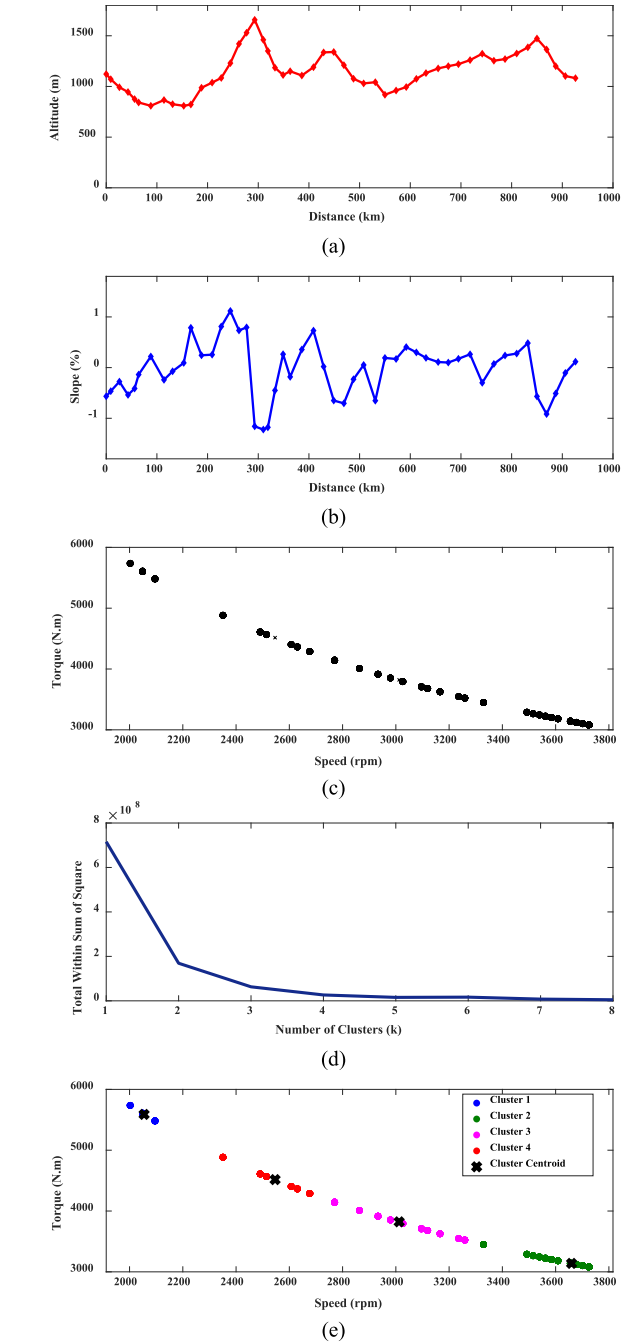 1500
1000
500
0
Altitude (m)
0 100 200 300 400 500 600 700 800 900 1000
Distance (km)
(a)
1
0
-1
Slope (%)
0 100 200 300 400 500 600 700 800 900 1000
Distance (km)
(b)
6000
5000
4000
3000
Torque (N.m)
2000 2200 2400 2600 2800 3000 3200 3400 3600 3800
Speed (rpm)
(c)
× 10 8
8
6
4
2
0
Total Within Sum of Square
1 2 3 4 5 6 7 8
Number of Clusters (k)
(d)
6000
5000
4000
3000
Torque (N.m)
Cluster 1
Cluster 2
Cluster 3
Cluster 4
Cluster Centroid
2000 2200 2400 2600 2800 3000 3200 3400 3600 3800
Speed (rpm)
(e)